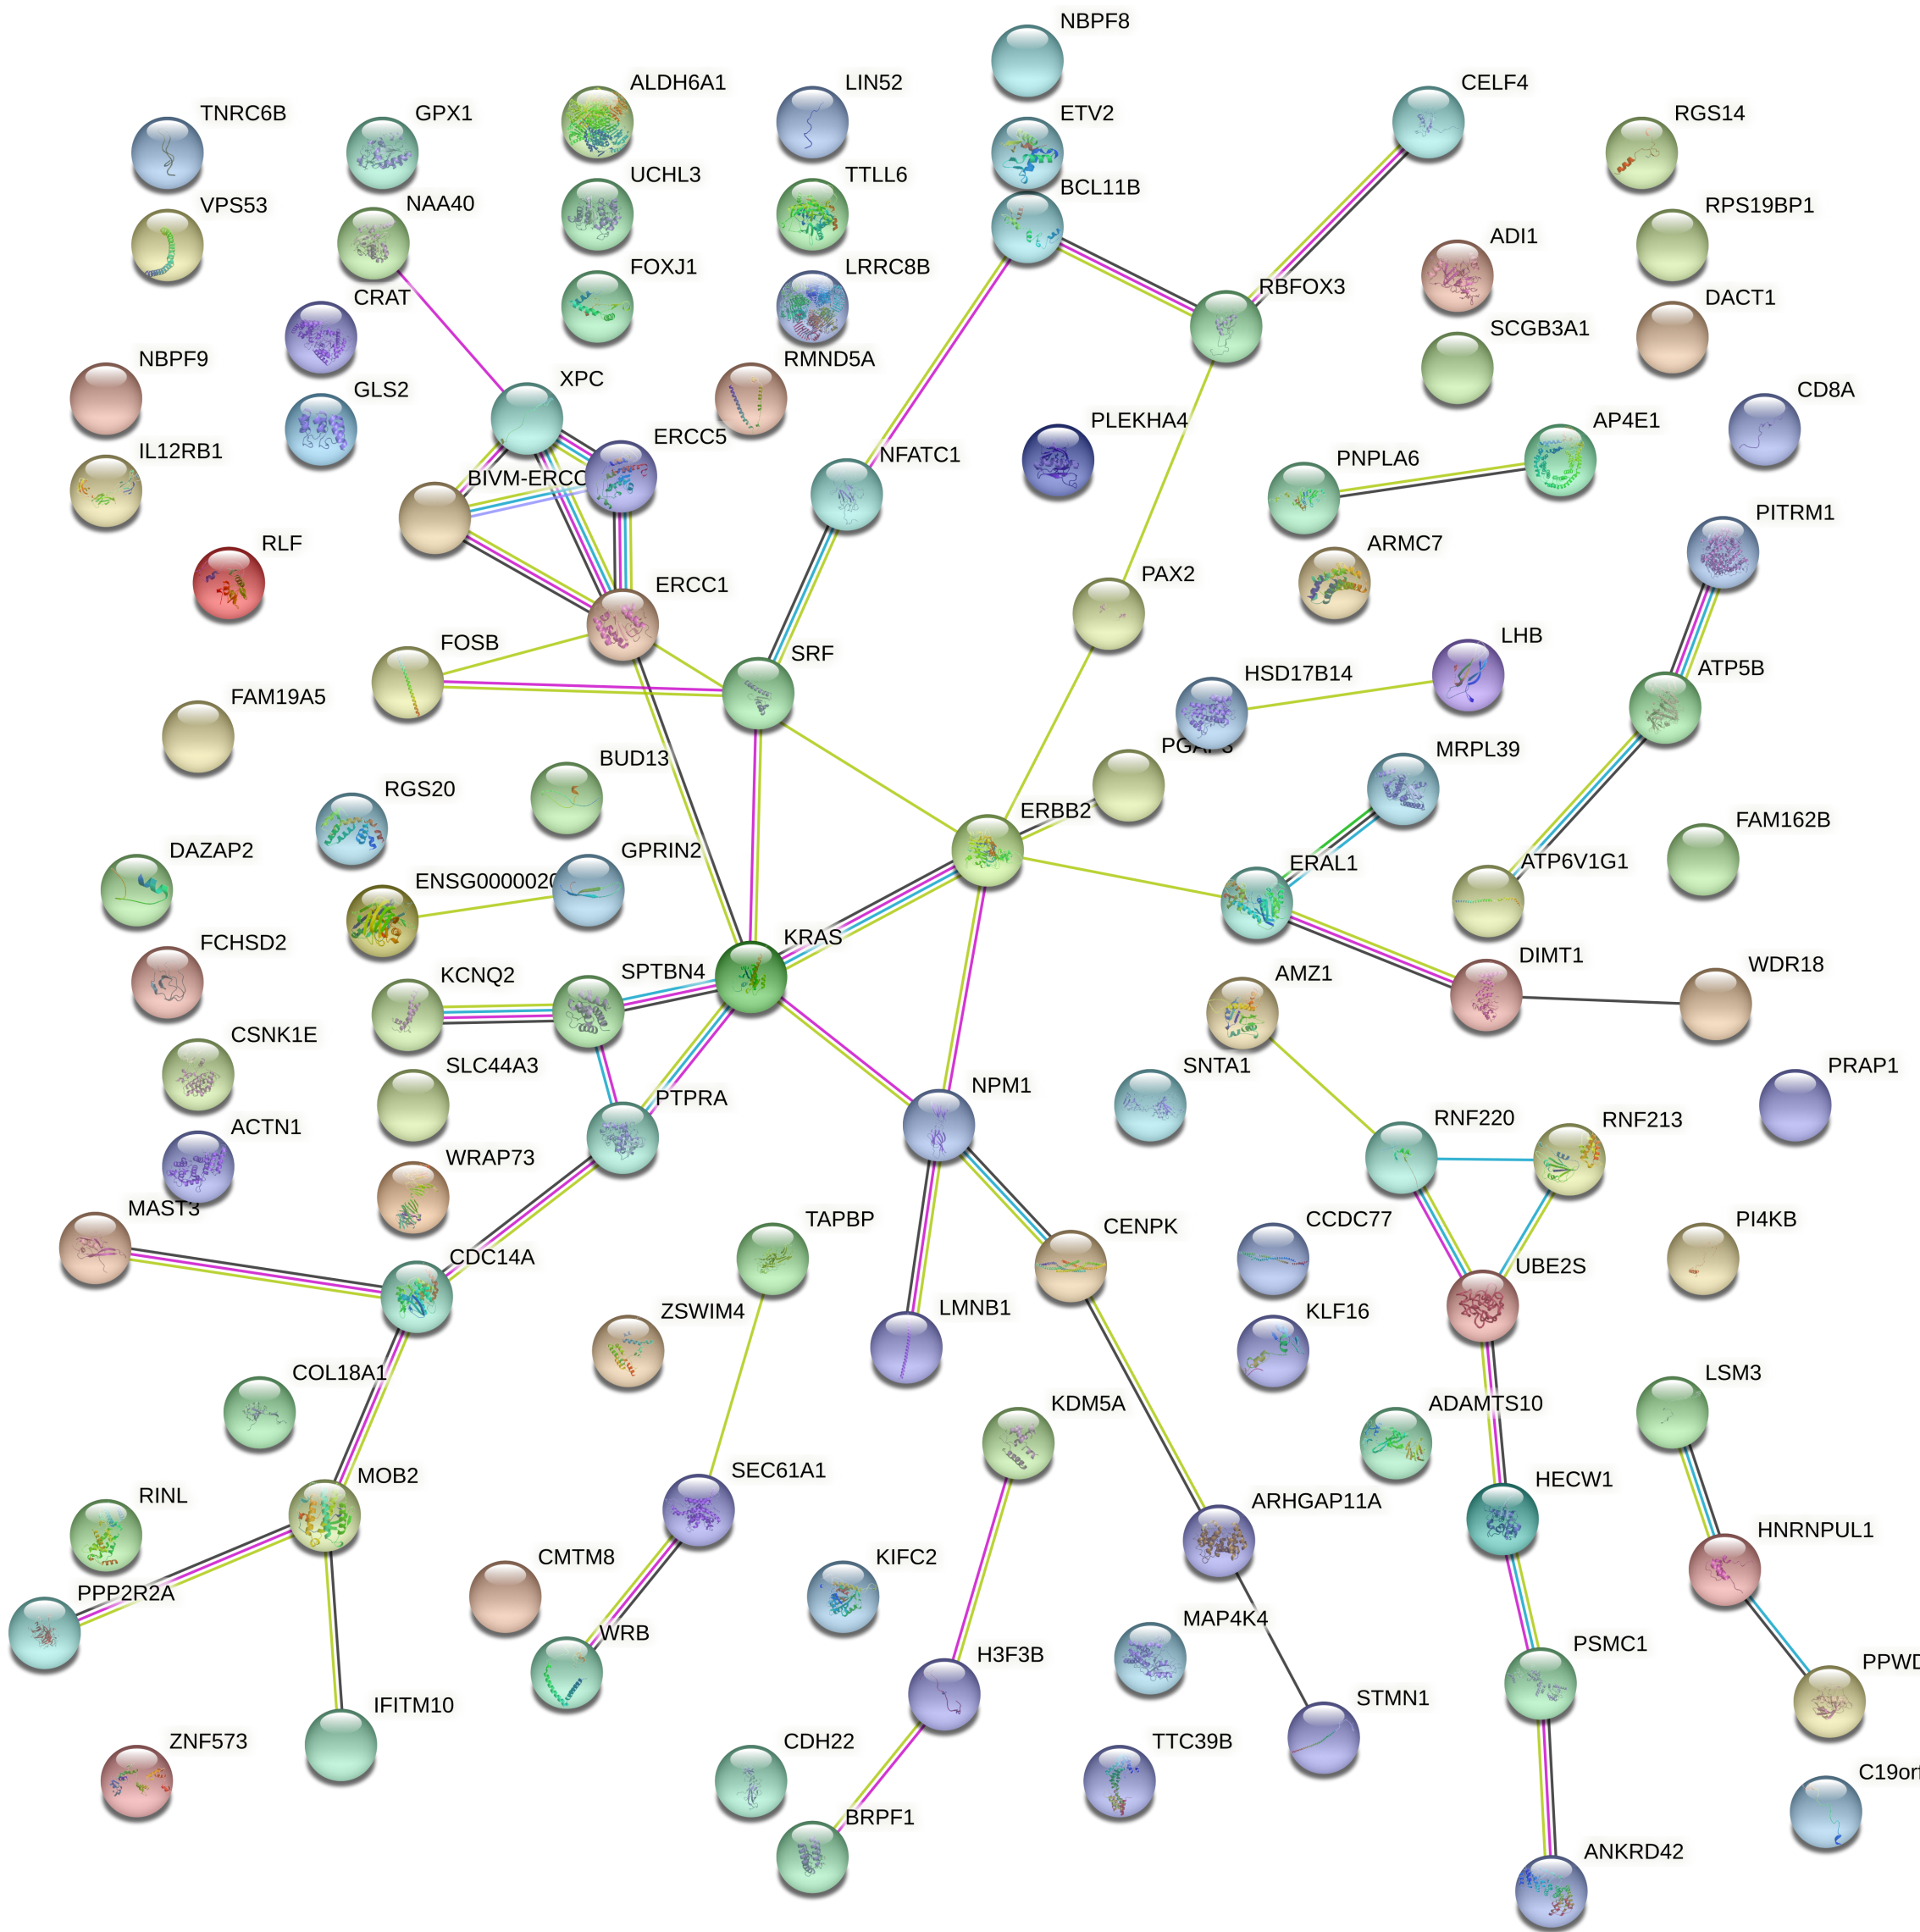 NBPF8
ALDH6A1
LIN52
CELF4
TNRC6B
GPX1
ETV2
RGS14
UCHL3
TTLL6
BCL11B
VPS53
NAA40
RPS19BP1
ADI1
FOXJ1
LRRC8B
RBFOX3
CRAT
DACT1
SCGB3A1
NBPF9
RMND5A
XPC
GLS2
CD8A
PLEKHA4
AP4E1
ERCC5
IL12RB1
NFATC1
PNPLA6
BIVM-ERCC
PITRM1
RLF
ARMC7
ERCC1
PAX2
LHB
FOSB
SRF
HSD17B14
ATP5B
FAM19A5
MRPL39
BUD13
RGS20
ERBB2
FAM162B
DAZAP2
GPRIN2
ERAL1
ATP6V1G1
ENSG0000020
KRAS
FCHSD2
KCNQ2
SPTBN4
DIMT1
WDR18
AMZ1
CSNK1E
SLC44A3
SNTA1
PRAP1
NPM1
PTPRA
RNF220
RNF213
ACTN1
WRAP73
MAST3
TAPBP
CCDC77
PI4KB
CENPK
CDC14A
UBE2S
ZSWIM4
LMNB1
KLF16
COL18A1
LSM3
KDM5A
ADAMTS10
MOB2
SEC61A1
RINL
ARHGAP11A
HECW1
HNRNPUL1
CMTM8
KIFC2
PPP2R2A
MAP4K4
PSMC1
WRB
H3F3B
PPWD
STMN1
IFITM10
ZNF573
CDH22
TTC39B
C19orf
BRPF1
ANKRD42